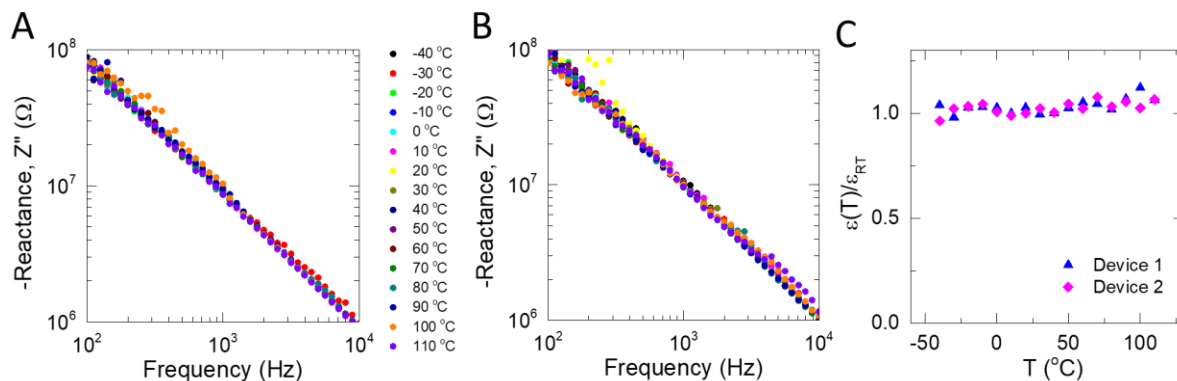 A
-Reactance, Z" (Ω)
10^8
10^7
10^6
10^2
10^3
10^4
Frequency (Hz)
-40 °C
-30 °C
-20 °C
-10 °C
0 °C
10 °C
20 °C
30 °C
40 °C
50 °C
60 °C
70 °C
80 °C
90 °C
100 °C
110 °C
B
-Reactance, Z" (Ω)
10^8
10^7
10^6
10^2
10^3
10^4
Frequency (Hz)
C
ε(T)/ε_RT
1.0
0.5
0.0
-50
0
50
100
T (°C)
Device 1
Device 2